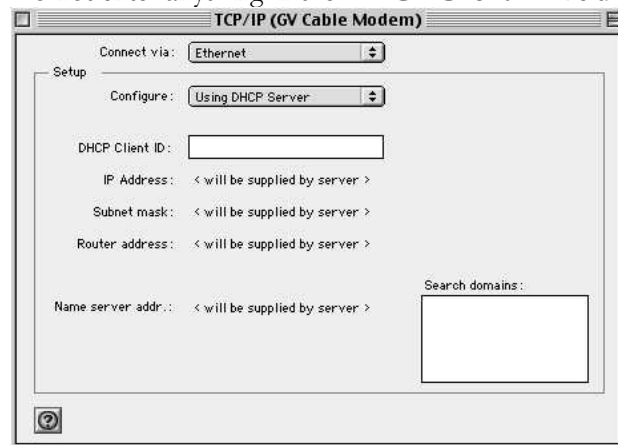 TCP/IP (GV Cable Modem)
Connect via: Ethernet
Setup
Configure: Using DHCP Server
DHCP Client ID:
IP Address: < will be supplied by server >
Subnet mask: < will be supplied by server >
Router address: < will be supplied by server >
Search domains:
Name server addr.: < will be supplied by server >